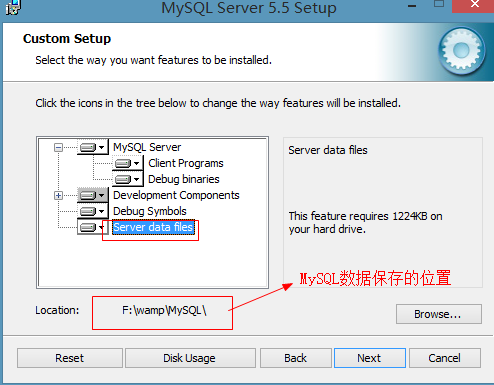 MySQL Server 5.5 Setup
Custom Setup
Select the way you want features to be installed.
Click the icons in the tree below to change the way features will be installed.
MySQL Server
Client Programs
Debug binaries
Development Components
Debug Symbols
Server data files
Server data files
This feature requires 1224KB on
your hard drive.
MySQL数据保存的位置
Location:
F:\wamp\MySQL\
Browse...
Reset
Disk Usage
Back
Next
Cancel